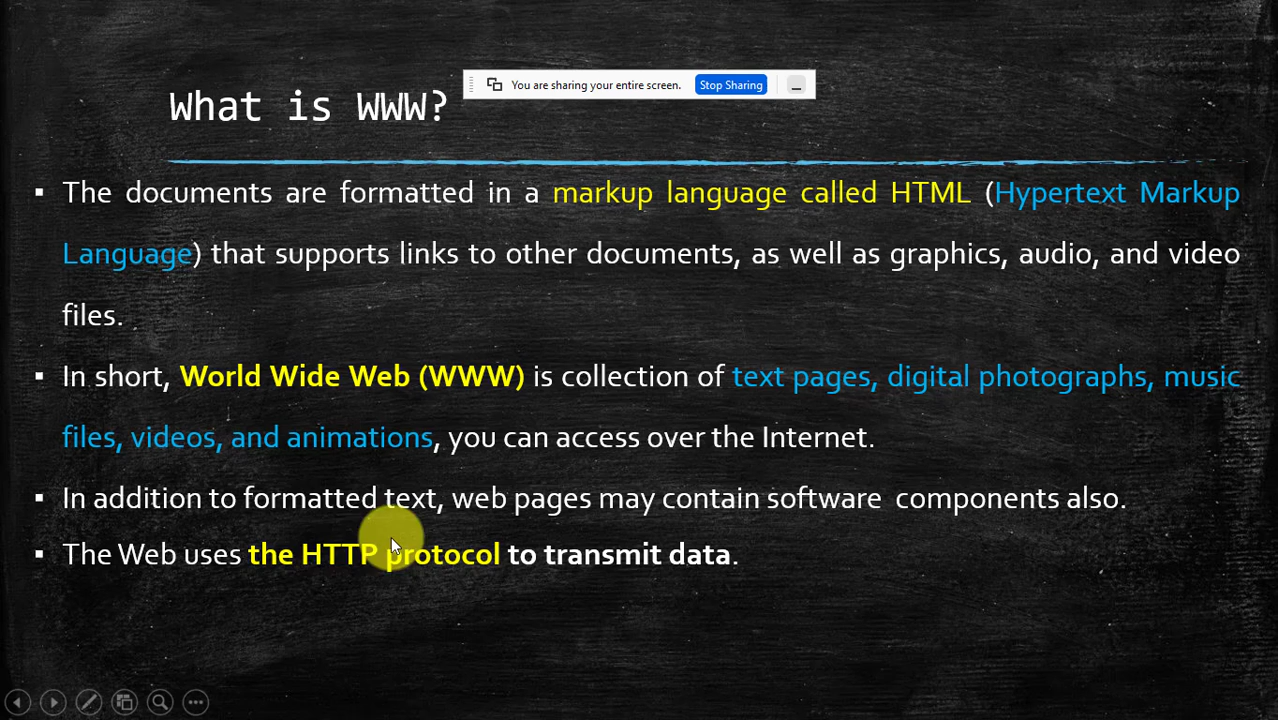 You are sharing your entire screen. Stop Sharing
What is WWW?
▪ The documents are formatted in a markup language called HTML (Hypertext Markup
Language) that supports links to other documents, as well as graphics, audio, and video
files.
▪ In short, World Wide Web (WWW) is collection of text pages, digital photographs, music
files, videos, and animations, you can access over the Internet.
▪ In addition to formatted text, web pages may contain software components also.
▪ The Web uses the HTTP protocol to transmit data.